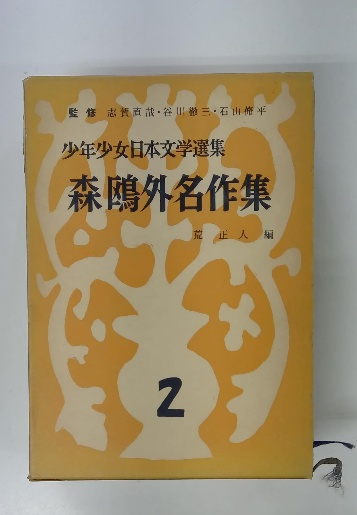 監修 志賀直哉・谷川徹三・石山脩平
少年少女日本文学選集
森鷗外名作集
荒 正人 編
2